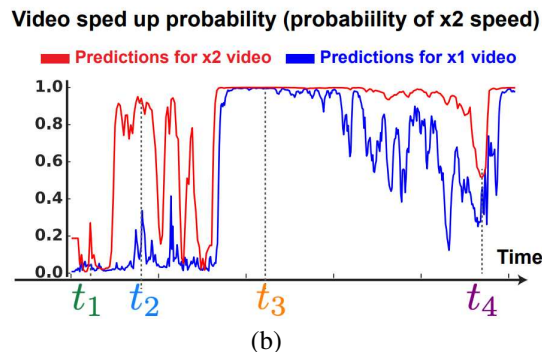 Video sped up probability (probabiility of x2 speed)
Predictions for x2 video Predictions for x1 video
1.0
0.8
0.6
0.4
0.2
0.0
Time
t1 t2 t3 t4
(b)